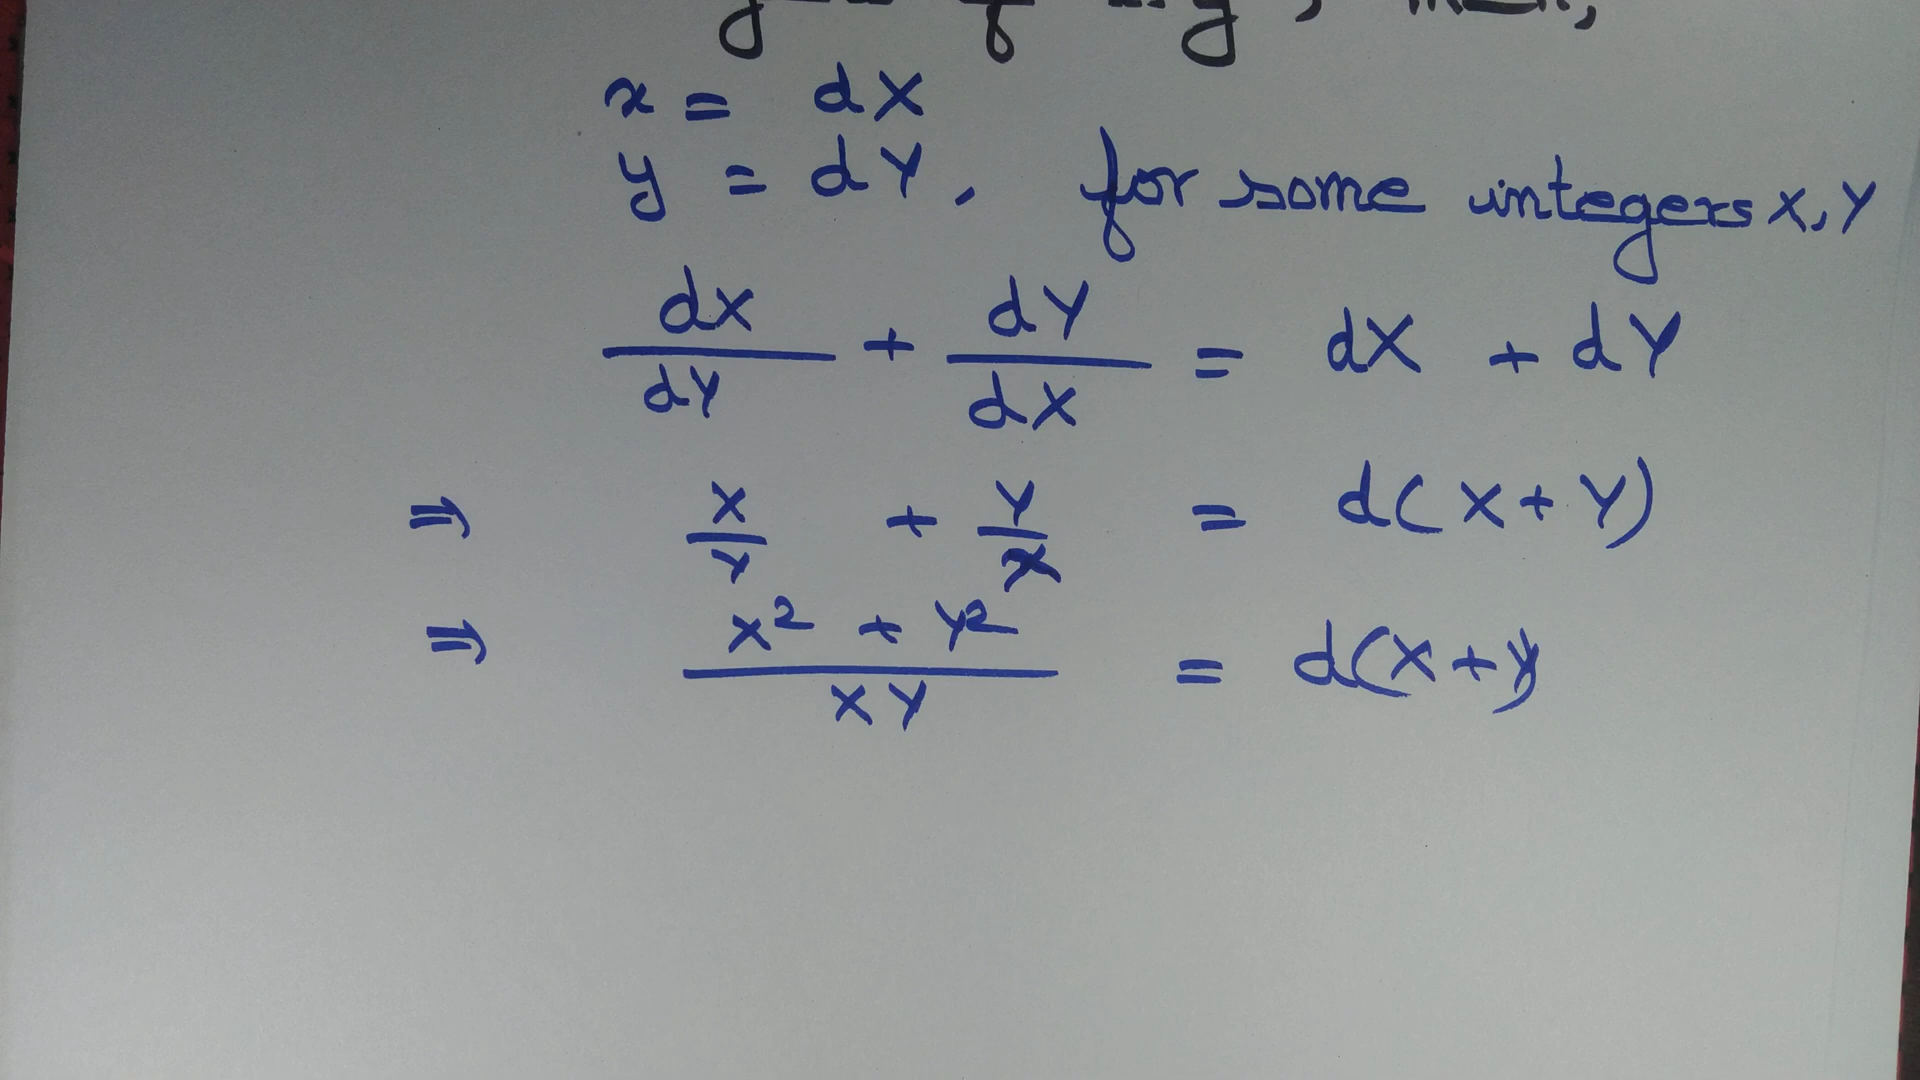 x = dX
y = dY, for some integers X, Y
dX/dY + dY/dX = dX + dY
⇒ X/Y + Y/X = d(X+Y)
⇒ X² + Y²/XY = d(X+Y)